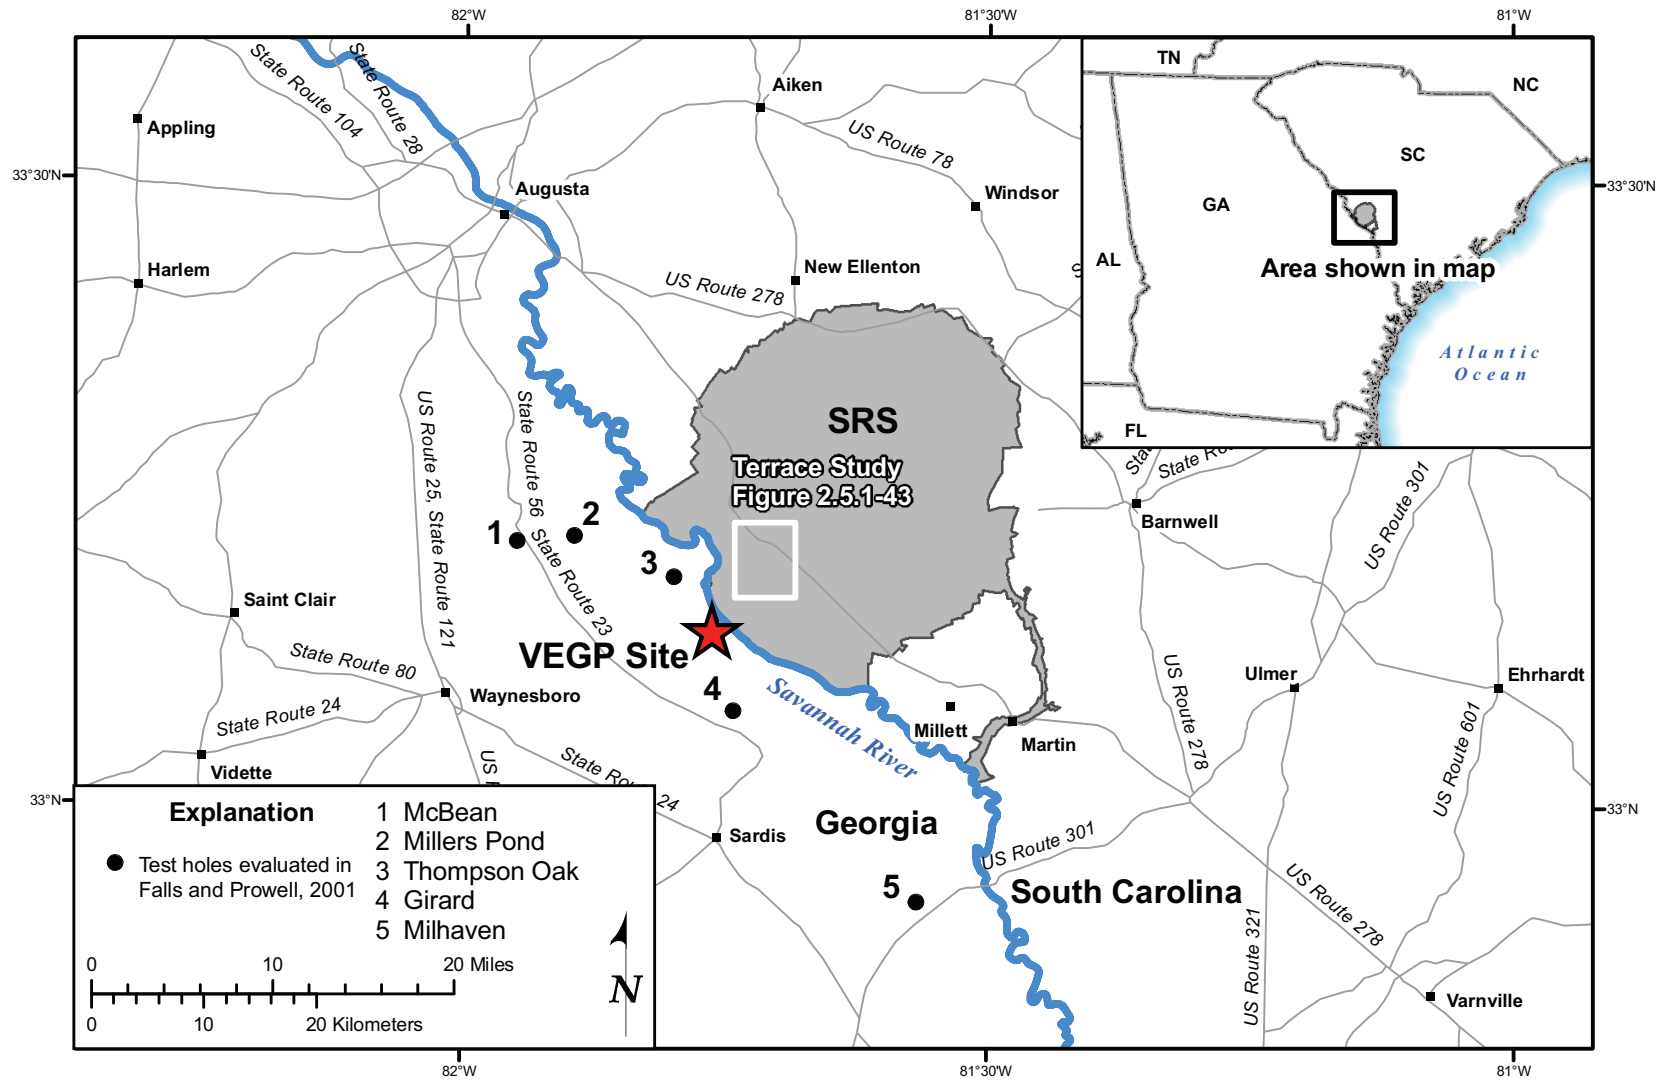 82°W
81°30'W
81°W
State Route 104
State Route 28
Aiken
Appling
US Route 78
TN
NC
SC
33°30'N
33°30'N
Augusta
Windsor
GA
Harlem
New Ellenton
AL
Area shown in map
US Route 278
Atlantic
Ocean
FL
US Route 25, State Route 121
State Route 56
SRS
Terrace Study
Figure 2.5.1-43
State
US Route 301
Barnwell
1
2
3
State Route 23
Saint Clair
VEGP Site
State Route 80
Waynesboro
4
Savannah River
State Route 24
Millett
Martin
US Route 278
Ulmer
Ehrhardt
US Route 601
Vidette
US
State
24
33°N
33°N
Explanation
Test holes evaluated in
Falls and Prowell, 2001
1 McBean
2 Millers Pond
3 Thompson Oak
4 Girard
5 Milhaven
Sardis
Georgia
US Route 301
5
South Carolina
US Route 278
US Route 321
Varnville
0
10
20 Miles
0
10
20 Kilometers
N
82°W
81°30'W
81°W